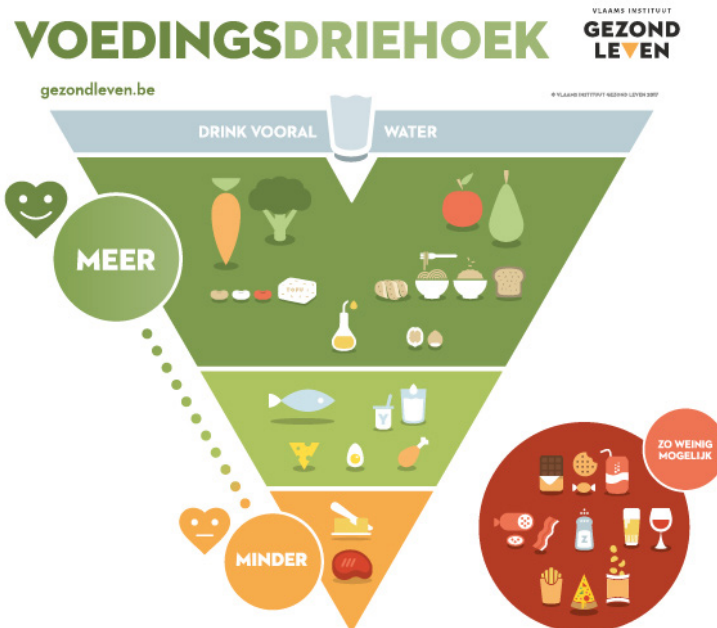 VLAAMS INSTITUUT
GEZOND
LEVEN
VOEDINGSDRIEHOEK
gezondleven.be
© VLAAMS INSTITUUT GEZOND LEVEN 2017
DRINK VOORAL WATER
MEER
TOFU
Y
ZO WEINIG
MOGELIJK
Z
MINDER